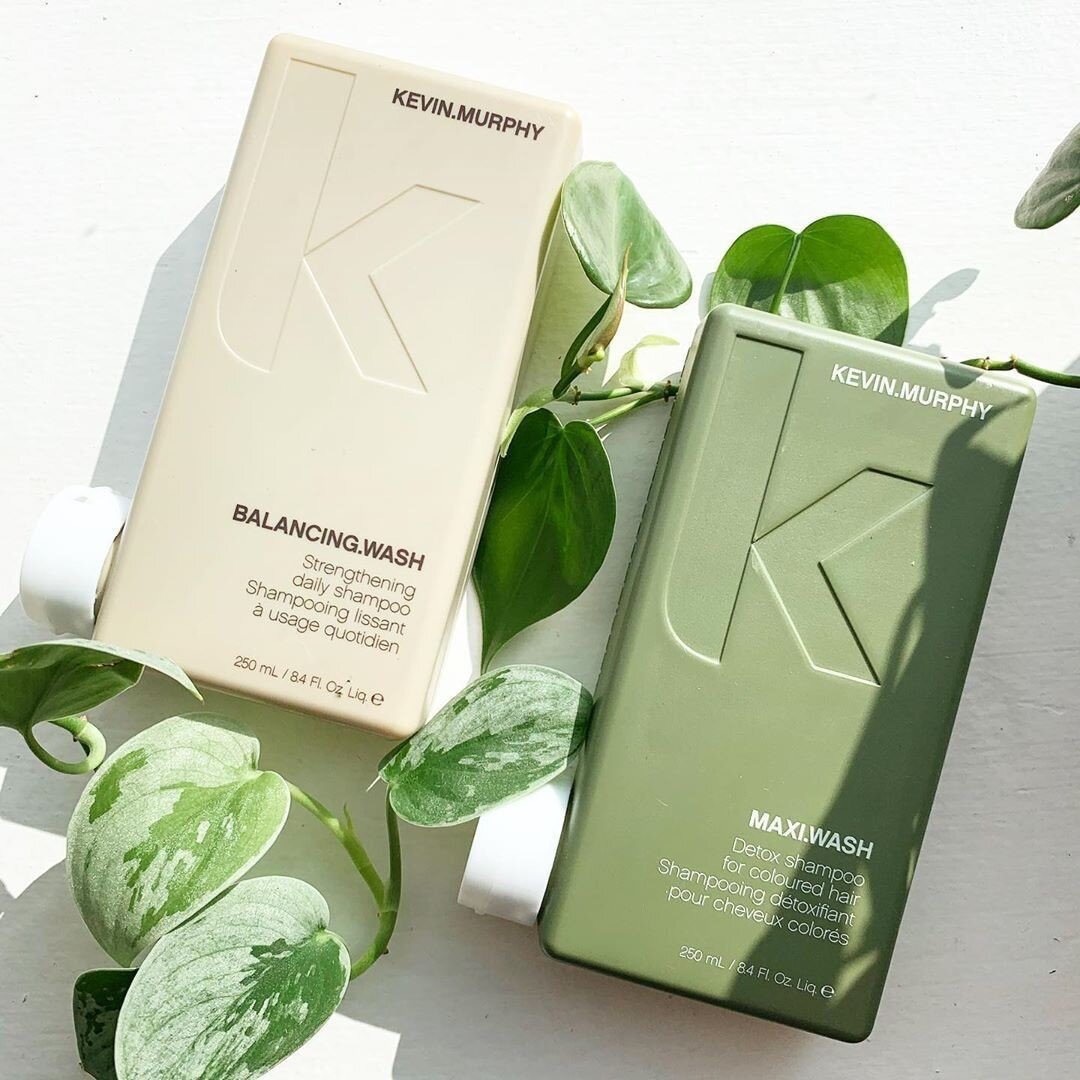 KEVIN.MURPHY
BALANCING.WASH
Strengthening
daily shampoo
Shampooing lissant
à usage quotidien
250 mL / 8.4 Fl. Oz. Liq. ℮
KEVIN.MURPHY
MAXI.WASH
Detox shampoo
for coloured hair
Shampooing détoxifiant
pour cheveux colorés
250 mL / 8.4 Fl. Oz. Liq. ℮